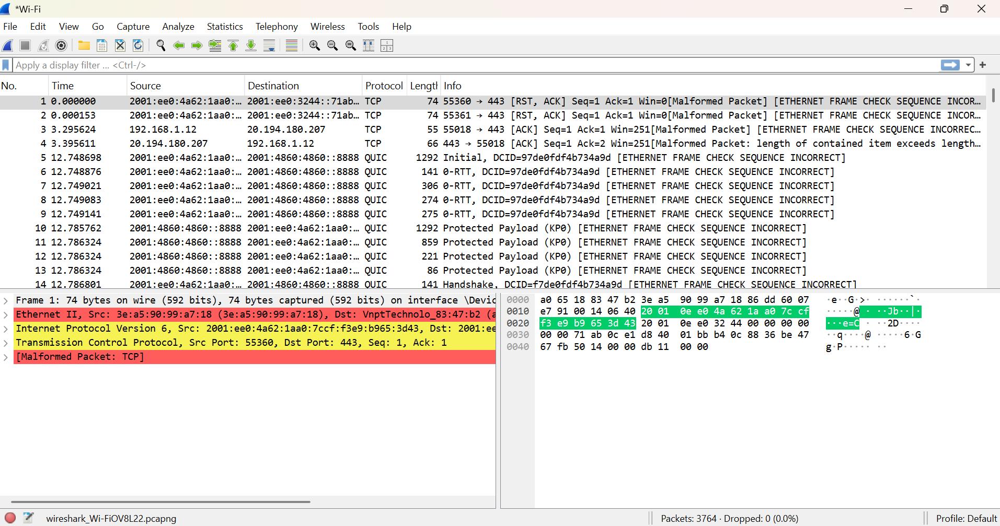 *Wi-Fi
File Edit View Go Capture Analyze Statistics Telephony Wireless Tools Help
Apply a display filter ... <Ctrl-/>
No. Time Source Destination Protocol Length Info
1 0.000000 2001:ee0:4a62:1aa0:… 2001:ee0:3244::71ab… TCP 74 55360 → 443 [RST, ACK] Seq=1 Ack=1 Win=0[Malformed Packet] [ETHERNET FRAME CHECK SEQUENCE INCOR…
2 0.000153 2001:ee0:4a62:1aa0:… 2001:ee0:3244::71ab… TCP 74 55361 → 443 [RST, ACK] Seq=1 Ack=1 Win=0[Malformed Packet] [ETHERNET FRAME CHECK SEQUENCE INCOR…
3 3.295624 192.168.1.12 20.194.180.207 TCP 55 55018 → 443 [ACK] Seq=1 Ack=1 Win=251[Malformed Packet] [ETHERNET FRAME CHECK SEQUENCE INCORREC…
4 3.395611 20.194.180.207 192.168.1.12 TCP 66 443 → 55018 [ACK] Seq=1 Ack=2 Win=251[Malformed Packet: length of contained item exceeds length…
5 12.748698 2001:ee0:4a62:1aa0:… 2001:4860:4860::8888 QUIC 1292 Initial, DCID=97de0fdf4b734a9d [ETHERNET FRAME CHECK SEQUENCE INCORRECT]
6 12.748876 2001:ee0:4a62:1aa0:… 2001:4860:4860::8888 QUIC 141 0-RTT, DCID=97de0fdf4b734a9d [ETHERNET FRAME CHECK SEQUENCE INCORRECT]
7 12.749021 2001:ee0:4a62:1aa0:… 2001:4860:4860::8888 QUIC 306 0-RTT, DCID=97de0fdf4b734a9d [ETHERNET FRAME CHECK SEQUENCE INCORRECT]
8 12.749083 2001:ee0:4a62:1aa0:… 2001:4860:4860::8888 QUIC 274 0-RTT, DCID=97de0fdf4b734a9d [ETHERNET FRAME CHECK SEQUENCE INCORRECT]
9 12.749141 2001:ee0:4a62:1aa0:… 2001:4860:4860::8888 QUIC 275 0-RTT, DCID=97de0fdf4b734a9d [ETHERNET FRAME CHECK SEQUENCE INCORRECT]
10 12.785762 2001:4860:4860::8888 2001:ee0:4a62:1aa0:… QUIC 1292 Protected Payload (KP0) [ETHERNET FRAME CHECK SEQUENCE INCORRECT]
11 12.786324 2001:4860:4860::8888 2001:ee0:4a62:1aa0:… QUIC 859 Protected Payload (KP0) [ETHERNET FRAME CHECK SEQUENCE INCORRECT]
12 12.786324 2001:4860:4860::8888 2001:ee0:4a62:1aa0:… QUIC 221 Protected Payload (KP0) [ETHERNET FRAME CHECK SEQUENCE INCORRECT]
13 12.786324 2001:4860:4860::8888 2001:ee0:4a62:1aa0:… QUIC 86 Protected Payload (KP0) [ETHERNET FRAME CHECK SEQUENCE INCORRECT]
14 12.786801 2001:ee0:4a62:1aa0:… 2001:4860:4860::8888 QUIC 141 Handshake, DCID=f7de0fdf4b734a9d [ETHERNET FRAME CHECK SEQUENCE INCORRECT]
Frame 1: 74 bytes on wire (592 bits), 74 bytes captured (592 bits) on interface \Devic
Ethernet II, Src: 3e:a5:90:99:a7:18 (3e:a5:90:99:a7:18), Dst: VnptTechnolo_83:47:b2 (a
Internet Protocol Version 6, Src: 2001:ee0:4a62:1aa0:7ccf:f3e9:b965:3d43, Dst: 2001:ee
Transmission Control Protocol, Src Port: 55360, Dst Port: 443, Seq: 1, Ack: 1
[Malformed Packet: TCP]
0000 a0 65 18 83 47 b2 3e a5 90 99 a7 18 86 dd 60 07 ·e··G·>· ······`·
0010 e7 91 00 14 06 40 20 01 0e e0 4a 62 1a a0 7c cf ·····@ · ··Jb··|·
0020 f3 e9 b9 65 3d 43 20 01 0e e0 32 44 00 00 00 00 ···e=C · ··2D····
0030 00 00 71 ab 0c e1 d8 40 01 bb b4 0c 88 36 be 47 ··q····@ ·····6·G
0040 67 fb 50 14 00 00 db 11 00 00 g·P····· ··
wireshark_Wi-FiOV8L22.pcapng
Packets: 3764 · Dropped: 0 (0.0%)
Profile: Default